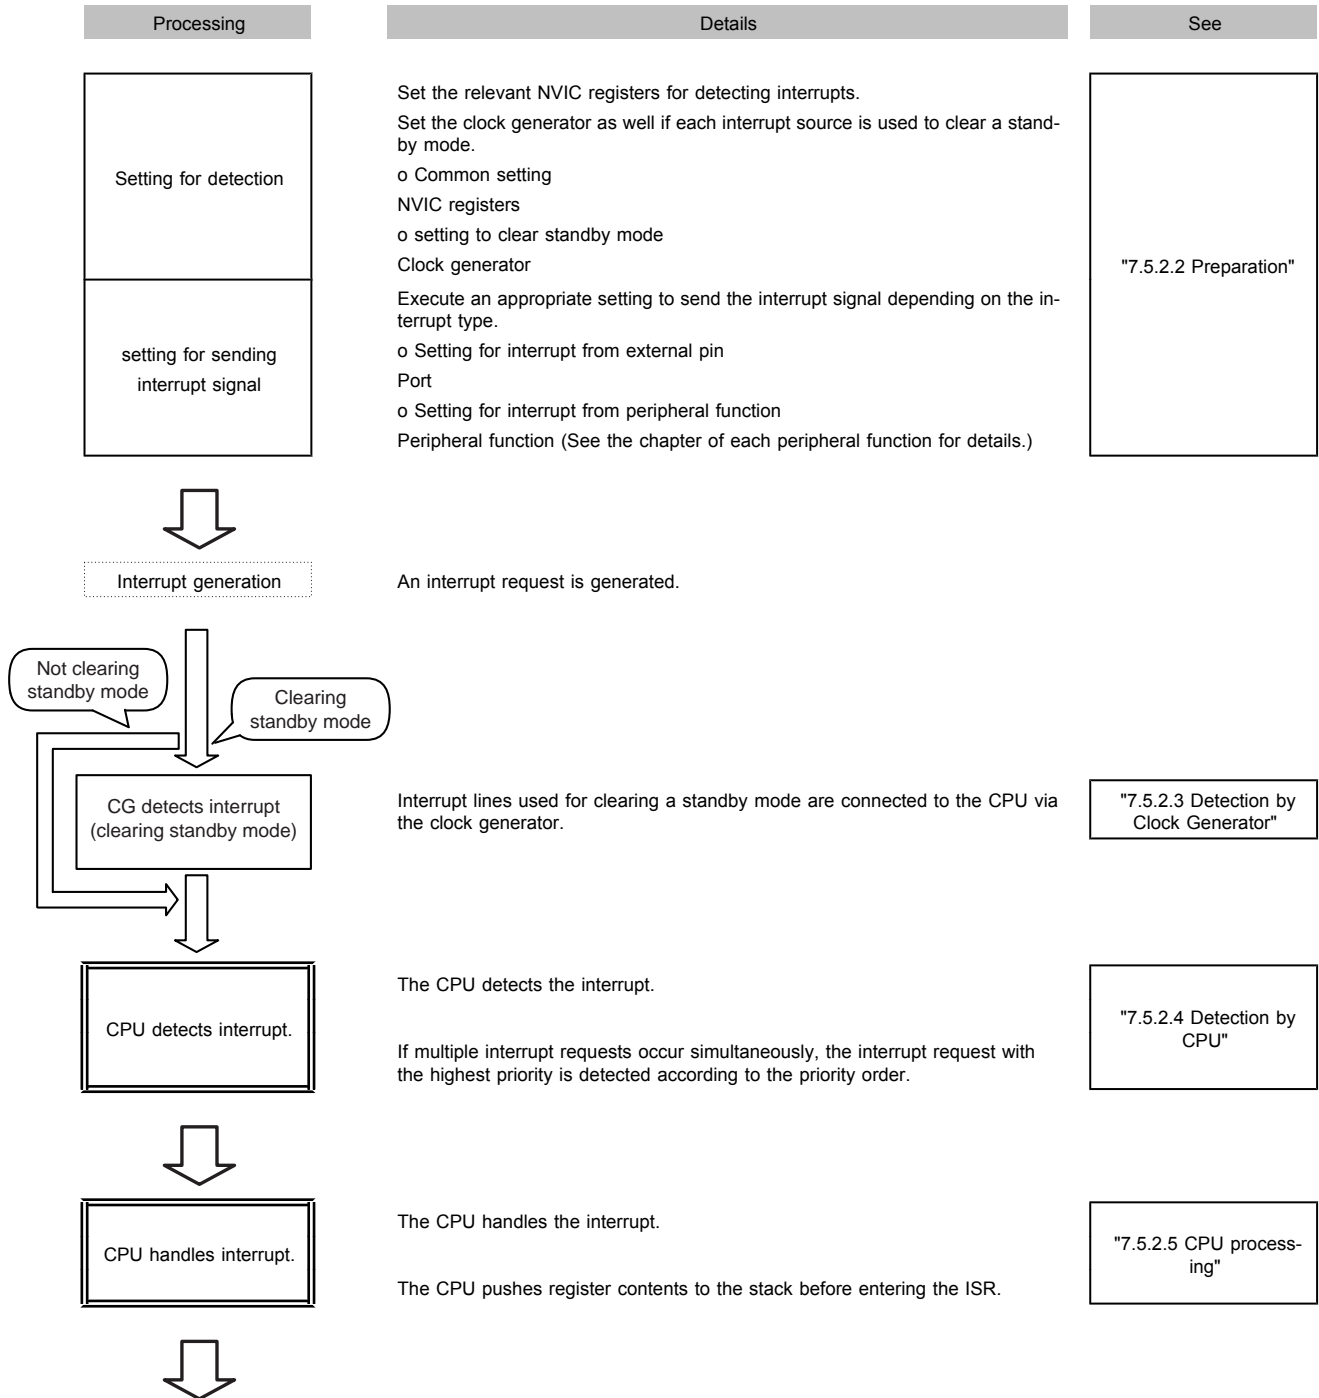 Processing
Details
See
Setting for detection
Set the relevant NVIC registers for detecting interrupts.
Set the clock generator as well if each interrupt source is used to clear a stand-
by mode.
o Common setting
NVIC registers
o setting to clear standby mode
Clock generator
"7.5.2.2 Preparation"
setting for sending
interrupt signal
Execute an appropriate setting to send the interrupt signal depending on the in-
terrupt type.
o Setting for interrupt from external pin
Port
o Setting for interrupt from peripheral function
Peripheral function (See the chapter of each peripheral function for details.)
Interrupt generation
An interrupt request is generated.
Not clearing
standby mode
Clearing
standby mode
CG detects interrupt
(clearing standby mode)
Interrupt lines used for clearing a standby mode are connected to the CPU via
the clock generator.
"7.5.2.3 Detection by
Clock Generator"
CPU detects interrupt.
The CPU detects the interrupt.
If multiple interrupt requests occur simultaneously, the interrupt request with
the highest priority is detected according to the priority order.
"7.5.2.4 Detection by
CPU"
CPU handles interrupt.
The CPU handles the interrupt.
The CPU pushes register contents to the stack before entering the ISR.
"7.5.2.5 CPU process-
ing"